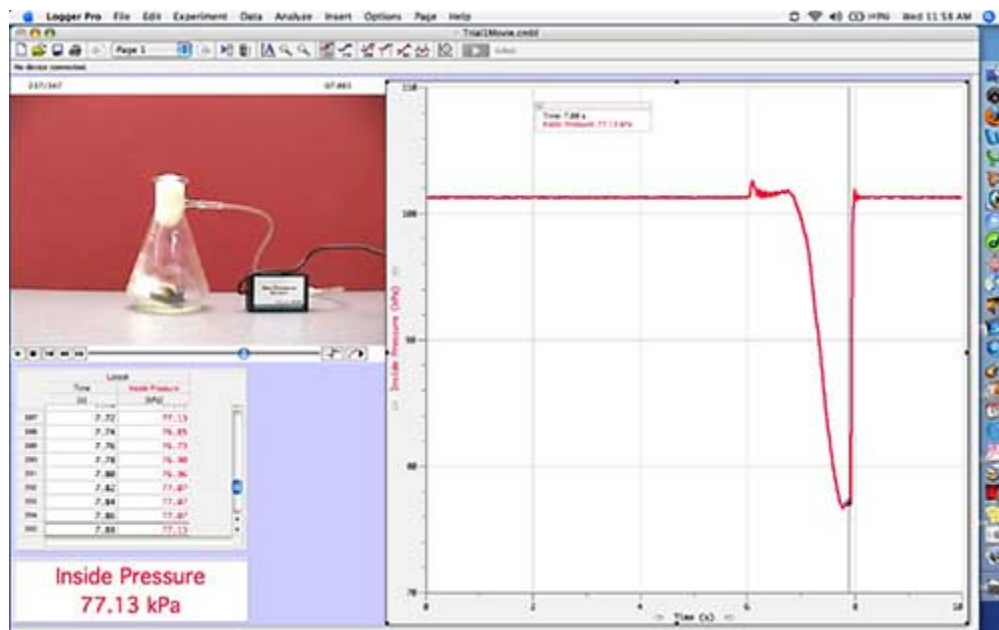 Logger Pro File Edit Experiment Data Analyze Insert Options Page Help
Wed 11:58 AM
Trial1Movie.cmbl
Page 1
No device connected.
237/347
07.883
110
Time: 7.88 s
Inside Pressure: 77.13 kPa
100
90
80
70
Inside Pressure (kPa)
0 2 4 6 8 10
Time (s)
Latest
Time Inside Pressure
(s) (kPa)
7.72 77.13
7.74 76.85
7.76 76.73
7.78 76.90
7.80 76.96
7.82 77.07
7.84 77.07
7.86 77.07
7.88 77.13
Inside Pressure
77.13 kPa